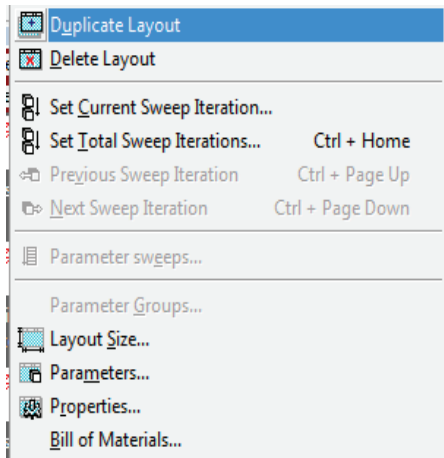 Duplicate Layout
Delete Layout
Set Current Sweep Iteration...
Set Total Sweep Iterations... Ctrl + Home
Previous Sweep Iteration Ctrl + Page Up
Next Sweep Iteration Ctrl + Page Down
Parameter sweeps...
Parameter Groups...
Layout Size...
Parameters...
Properties...
Bill of Materials...